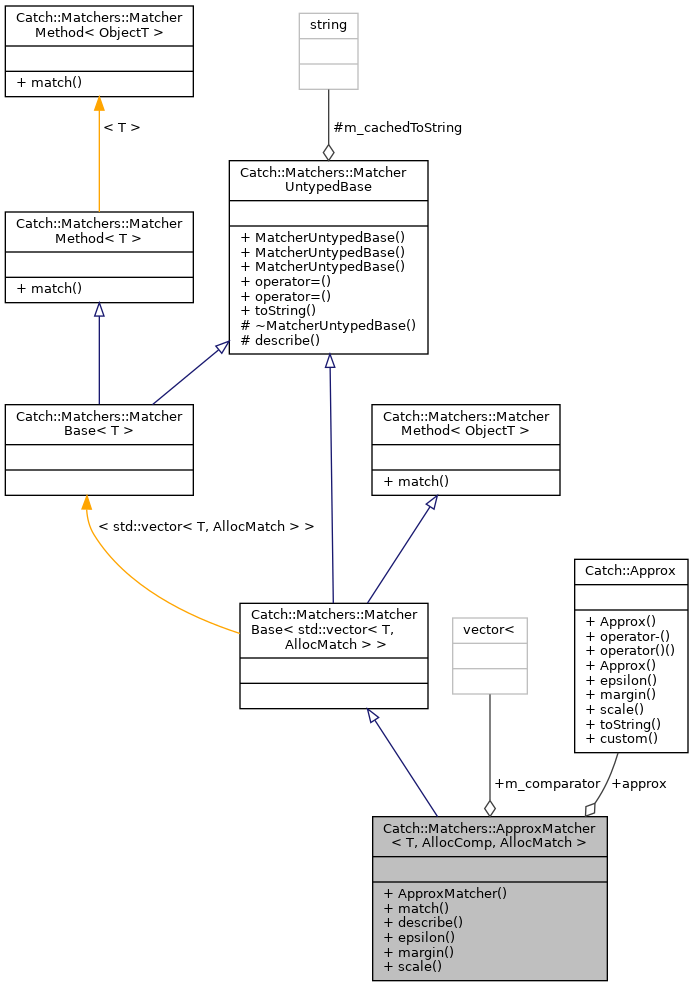 Catch::Matchers::Matcher
Method< ObjectT >
+ match()
string
< T >
#m_cachedToString
Catch::Matchers::Matcher
UntypedBase
+ MatcherUntypedBase()
+ MatcherUntypedBase()
+ MatcherUntypedBase()
+ operator=()
+ operator=()
+ toString()
# ~MatcherUntypedBase()
# describe()
Catch::Matchers::Matcher
Method< T >
+ match()
Catch::Matchers::Matcher
Base< T >
Catch::Matchers::Matcher
Method< ObjectT >
+ match()
< std::vector< T, AllocMatch > >
Catch::Matchers::Matcher
Base< std::vector< T,
AllocMatch > >
vector<
Catch::Approx
+ Approx()
+ operator-()
+ operator()()
+ Approx()
+ epsilon()
+ margin()
+ scale()
+ toString()
+ custom()
+m_comparator
+approx
Catch::Matchers::ApproxMatcher
< T, AllocComp, AllocMatch >
+ ApproxMatcher()
+ match()
+ describe()
+ epsilon()
+ margin()
+ scale()